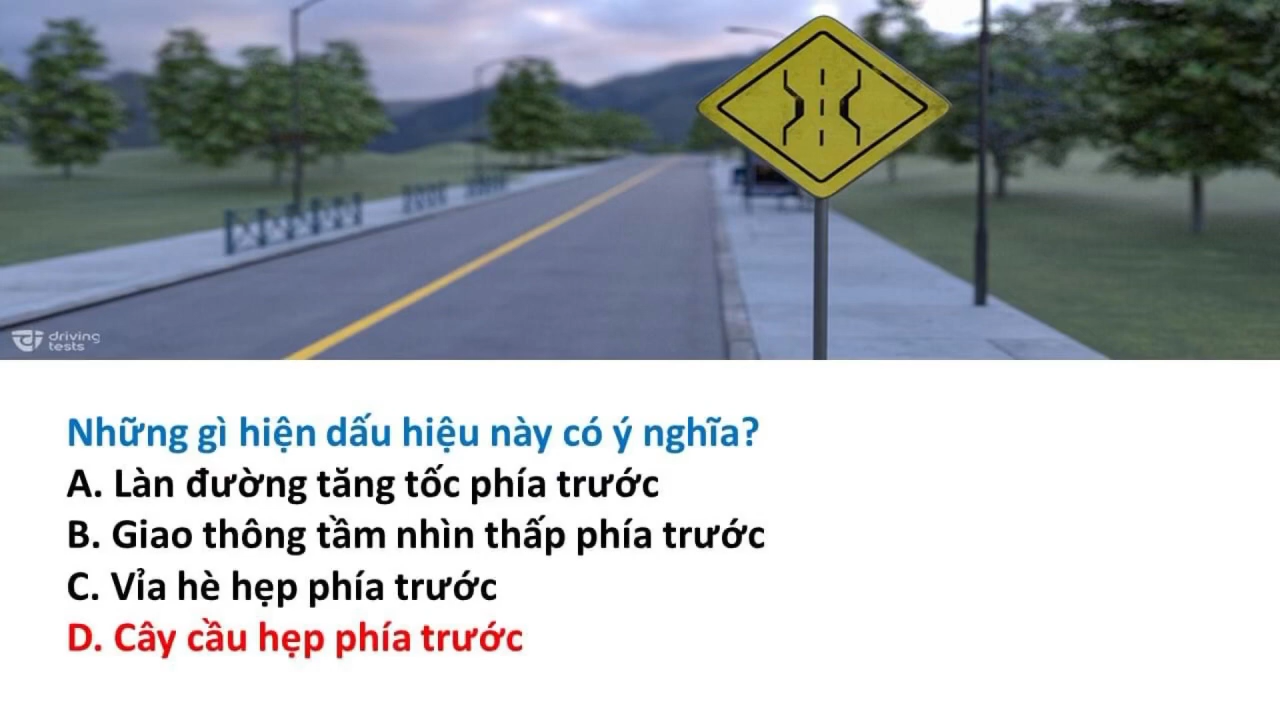 driving
tests
Những gì hiện dấu hiệu này có ý nghĩa?
A. Làn đường tăng tốc phía trước
B. Giao thông tầm nhìn thấp phía trước
C. Vỉa hè hẹp phía trước
D. Cây cầu hẹp phía trước